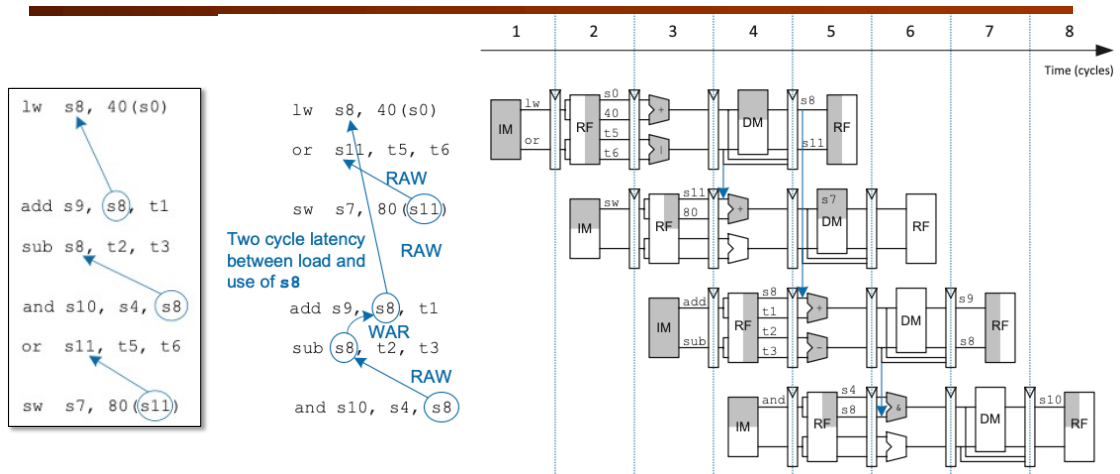 1 2 3 4 5 6 7 8
Time (cycles)
lw s8, 40(s0)
add s9, s8, t1
sub s8, t2, t3
and s10, s4, s8
or s11, t5, t6
sw s7, 80(s11)
lw s8, 40(s0)
or s11, t5, t6
RAW
sw s7, 80(s11)
Two cycle latency
between load and
use of s8
RAW
add s9, s8, t1
WAR
sub s8, t2, t3
RAW
and s10, s4, s8
IM lw or RF s0 40 t5 t6 + | DM s8 s11 RF
IM sw RF s11 80 + s7 DM RF
IM add sub RF s8 t1 t2 t3 + - DM s9 s8 RF
IM and RF s4 s8 & DM s10 RF